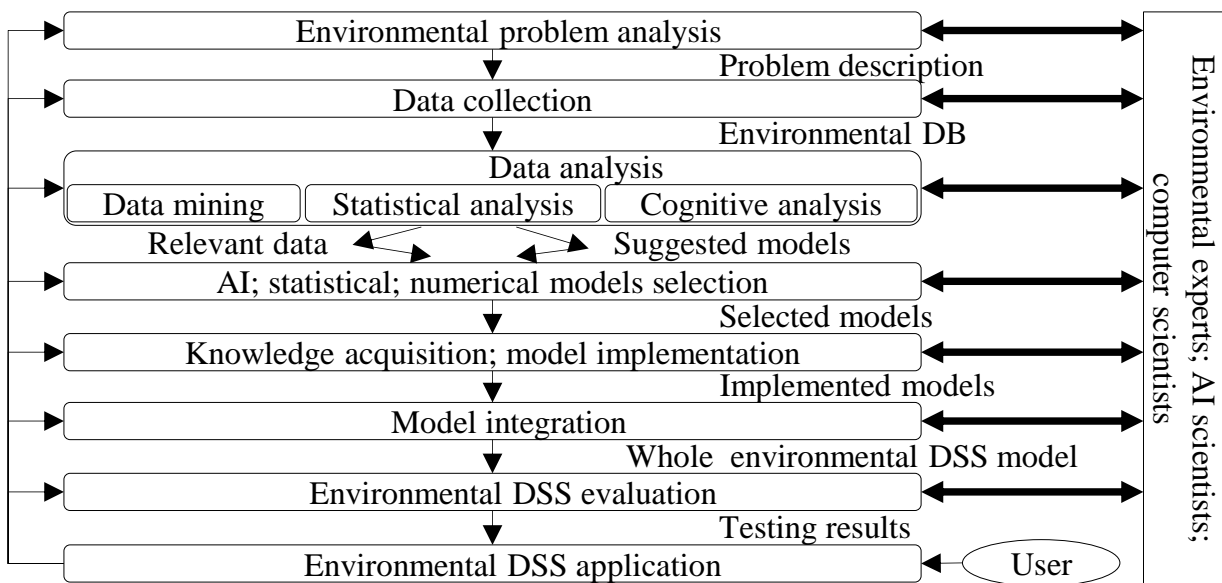 Environmental problem analysis
Problem description
Data collection
Environmental DB
Data analysis
Data mining
Statistical analysis
Cognitive analysis
Relevant data
Suggested models
AI; statistical; numerical models selection
Selected models
Knowledge acquisition; model implementation
Implemented models
Model integration
Whole environmental DSS model
Environmental DSS evaluation
Testing results
Environmental DSS application
User
Environmental experts; AI scientists;
computer scientists